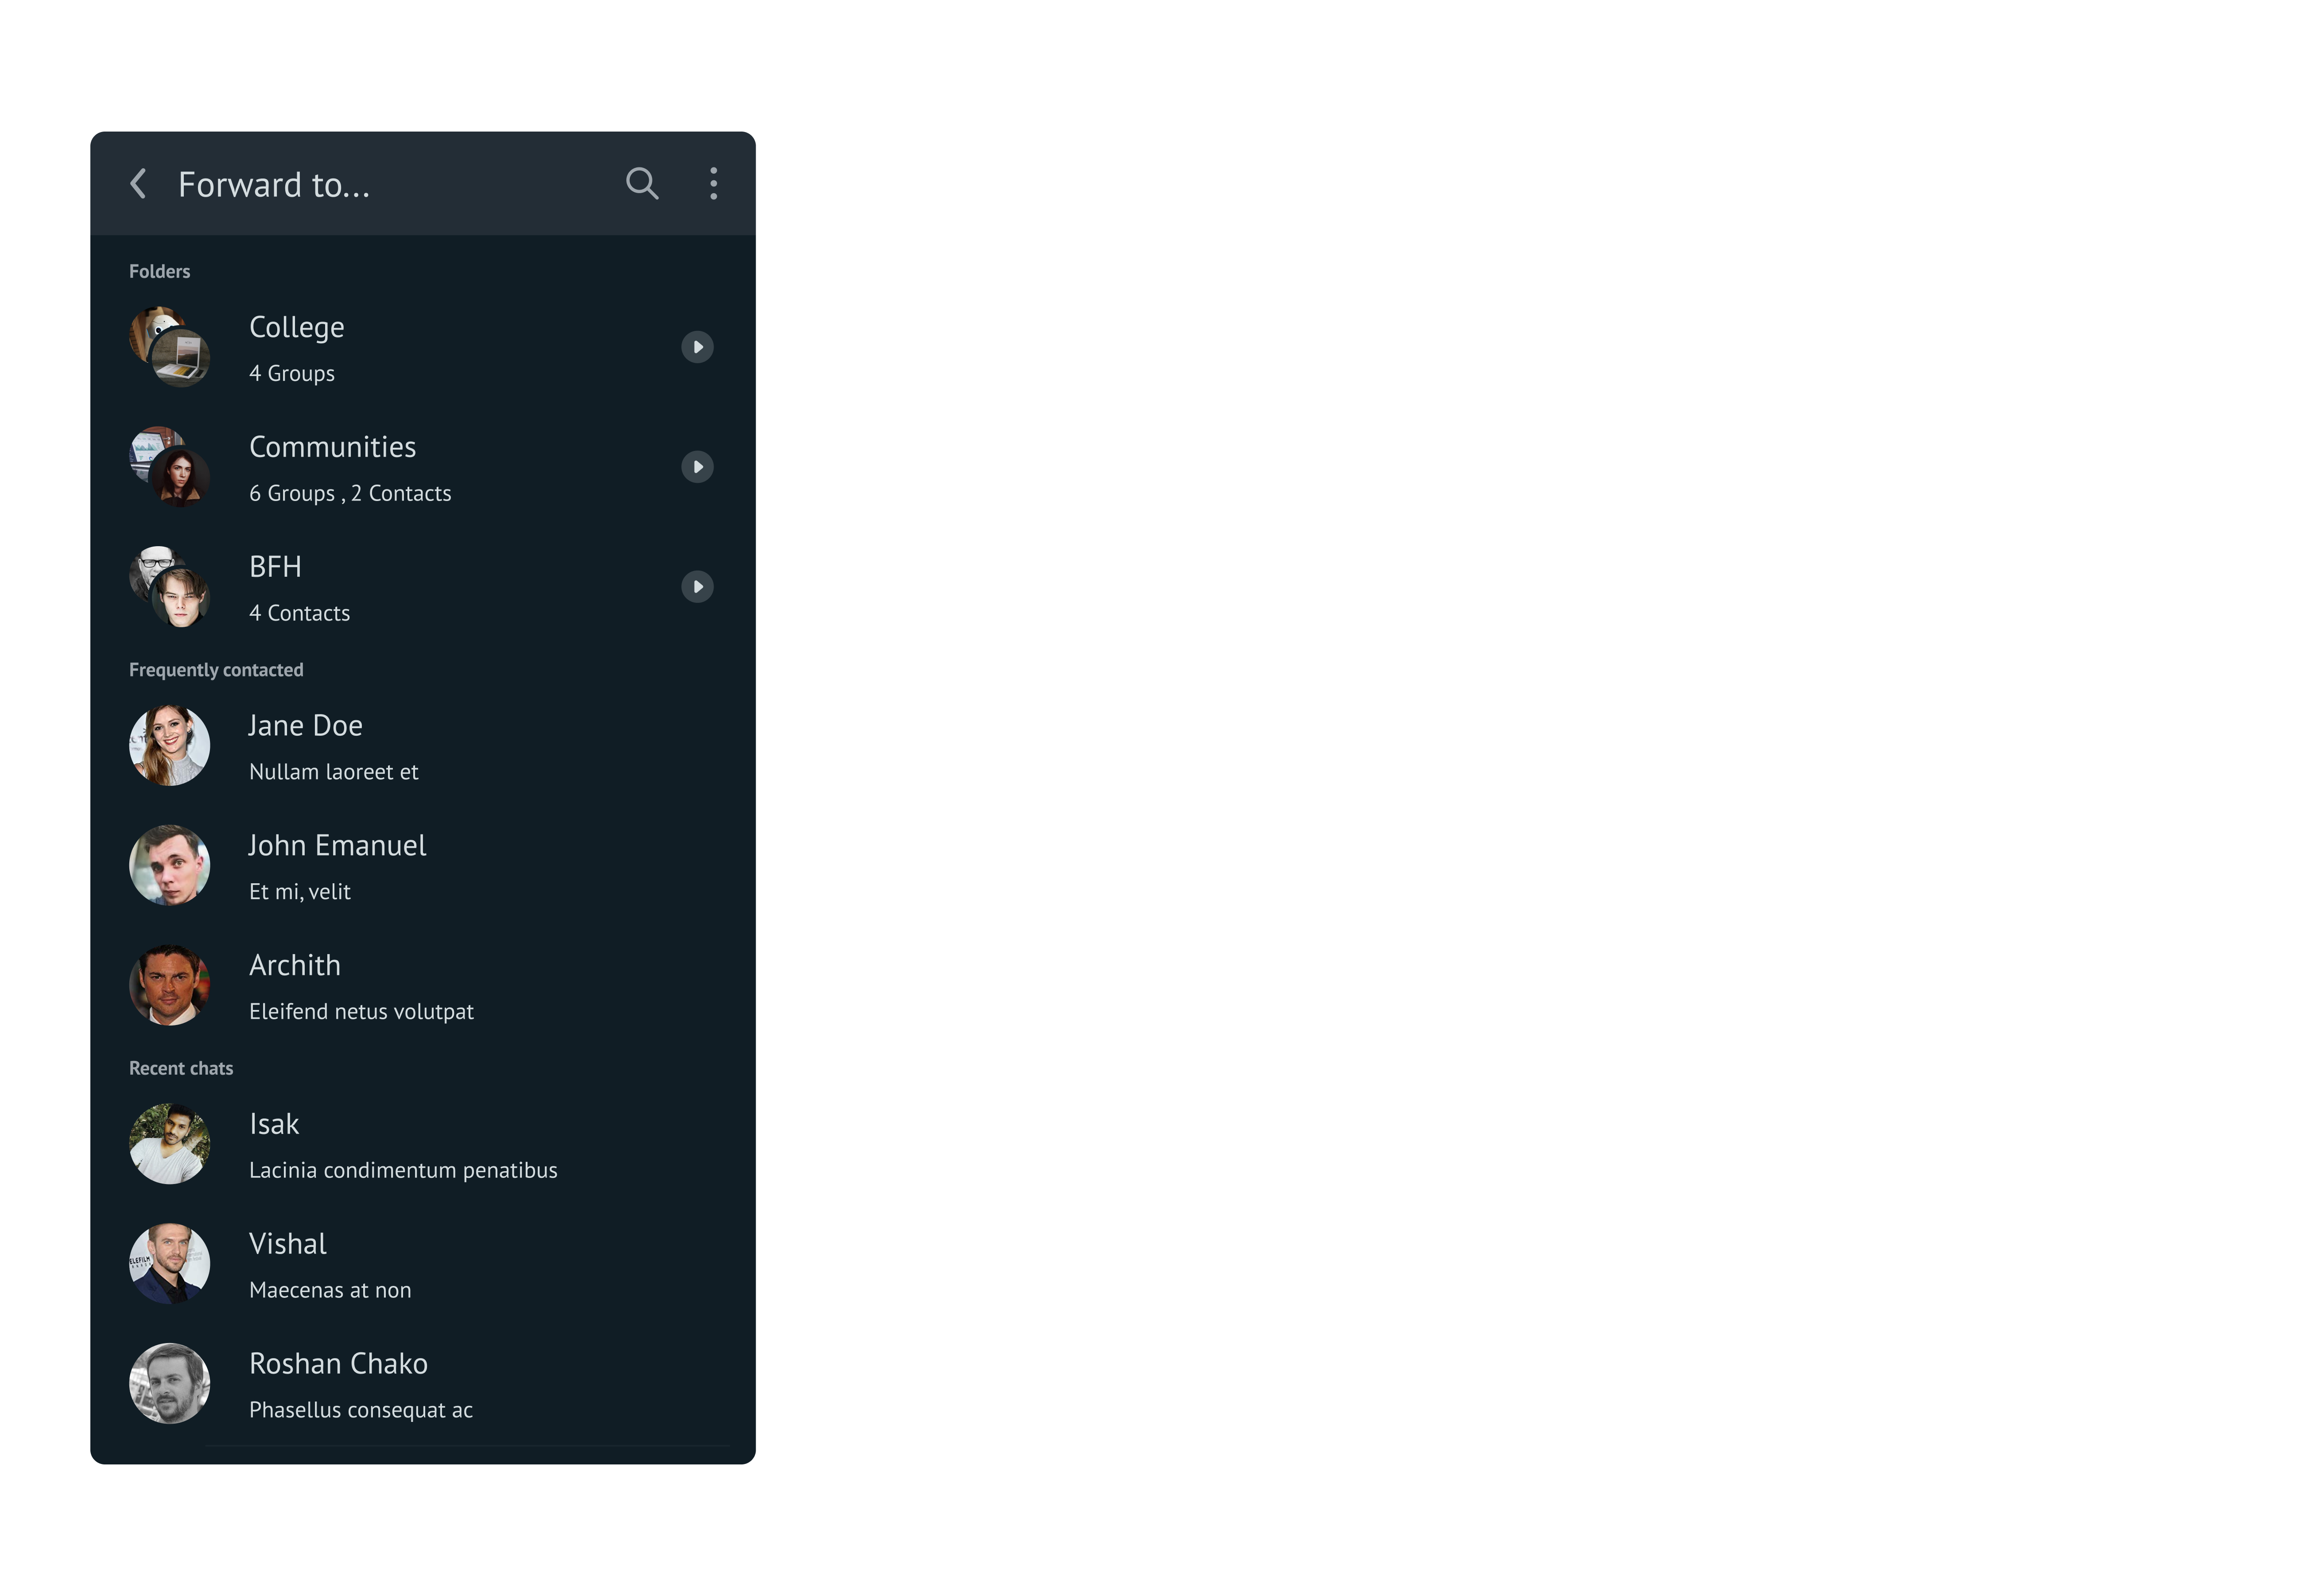 Forward to...
Folders
College
4 Groups
Communities
6 Groups , 2 Contacts
BFH
4 Contacts
Frequently contacted
Jane Doe
Nullam laoreet et
John Emanuel
Et mi, velit
Archith
Eleifend netus volutpat
Recent chats
Isak
Lacinia condimentum penatibus
Vishal
Maecenas at non
Roshan Chako
Phasellus consequat ac